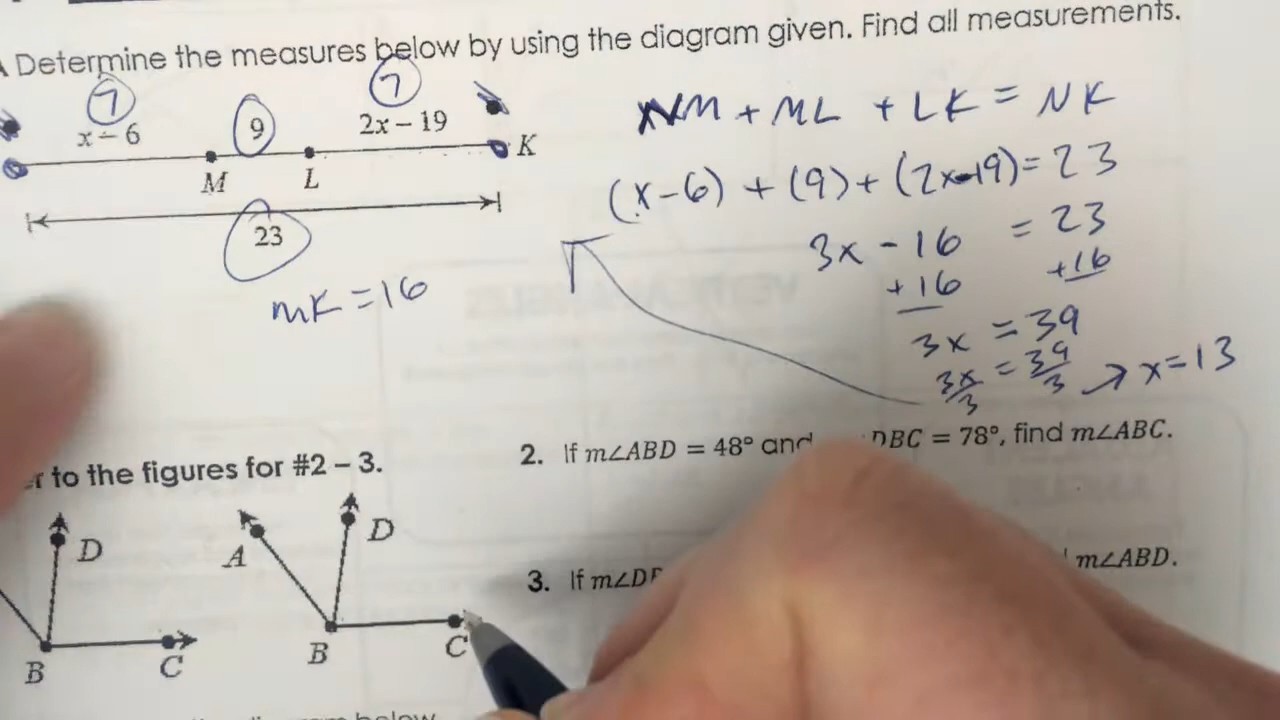 Determine the measures below by using the diagram given. Find all measurements.
7 7
x – 6 9 2x – 19
M L K
23
mK = 16
NM + ML + LK = NK
(x-6) + (9) + (2x-19) = 23
3x - 16 = 23
+ 16 +16
3x = 39
3x/3 = 39/3 → x=13
to the figures for #2 – 3.
2. If m∠ABD = 48° and DBC = 78°, find m∠ABC.
3. If m∠D m∠ABD.
D B C
A D B C
below